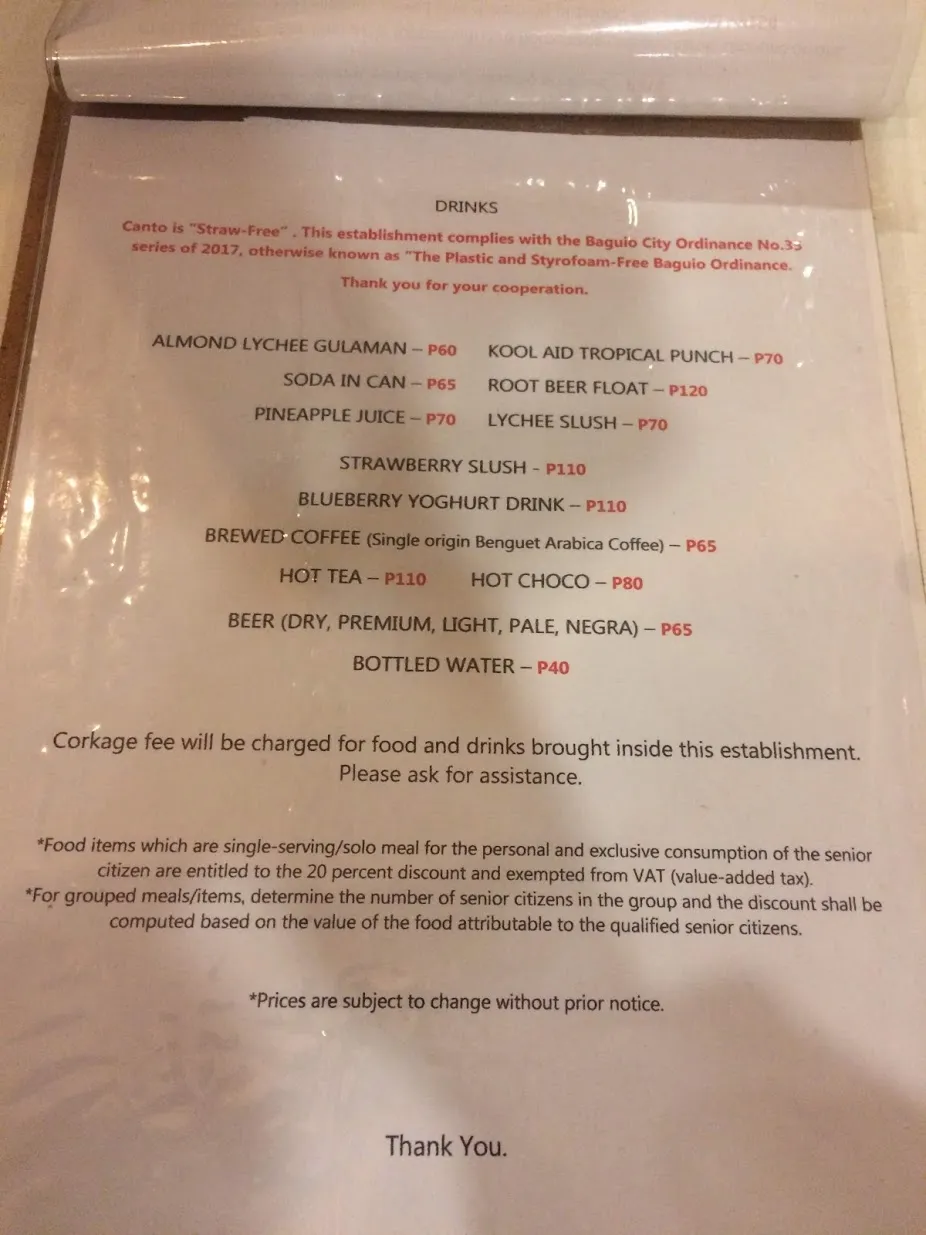 DRINKS
Canto is "Straw-Free" . This establishment complies with the Baguio City Ordinance No.35
series of 2017, otherwise known as "The Plastic and Styrofoam-Free Baguio Ordinance.
Thank you for your cooperation.
ALMOND LYCHEE GULAMAN – P60 KOOL AID TROPICAL PUNCH – P70
SODA IN CAN – P65 ROOT BEER FLOAT – P120
PINEAPPLE JUICE – P70 LYCHEE SLUSH – P70
STRAWBERRY SLUSH - P110
BLUEBERRY YOGHURT DRINK – P110
BREWED COFFEE (Single origin Benguet Arabica Coffee) – P65
HOT TEA – P110 HOT CHOCO – P80
BEER (DRY, PREMIUM, LIGHT, PALE, NEGRA) – P65
BOTTLED WATER – P40
Corkage fee will be charged for food and drinks brought inside this establishment.
Please ask for assistance.
*Food items which are single-serving/solo meal for the personal and exclusive consumption of the senior
citizen are entitled to the 20 percent discount and exempted from VAT (value-added tax).
*For grouped meals/items, determine the number of senior citizens in the group and the discount shall be
computed based on the value of the food attributable to the qualified senior citizens.
*Prices are subject to change without prior notice.
Thank You.